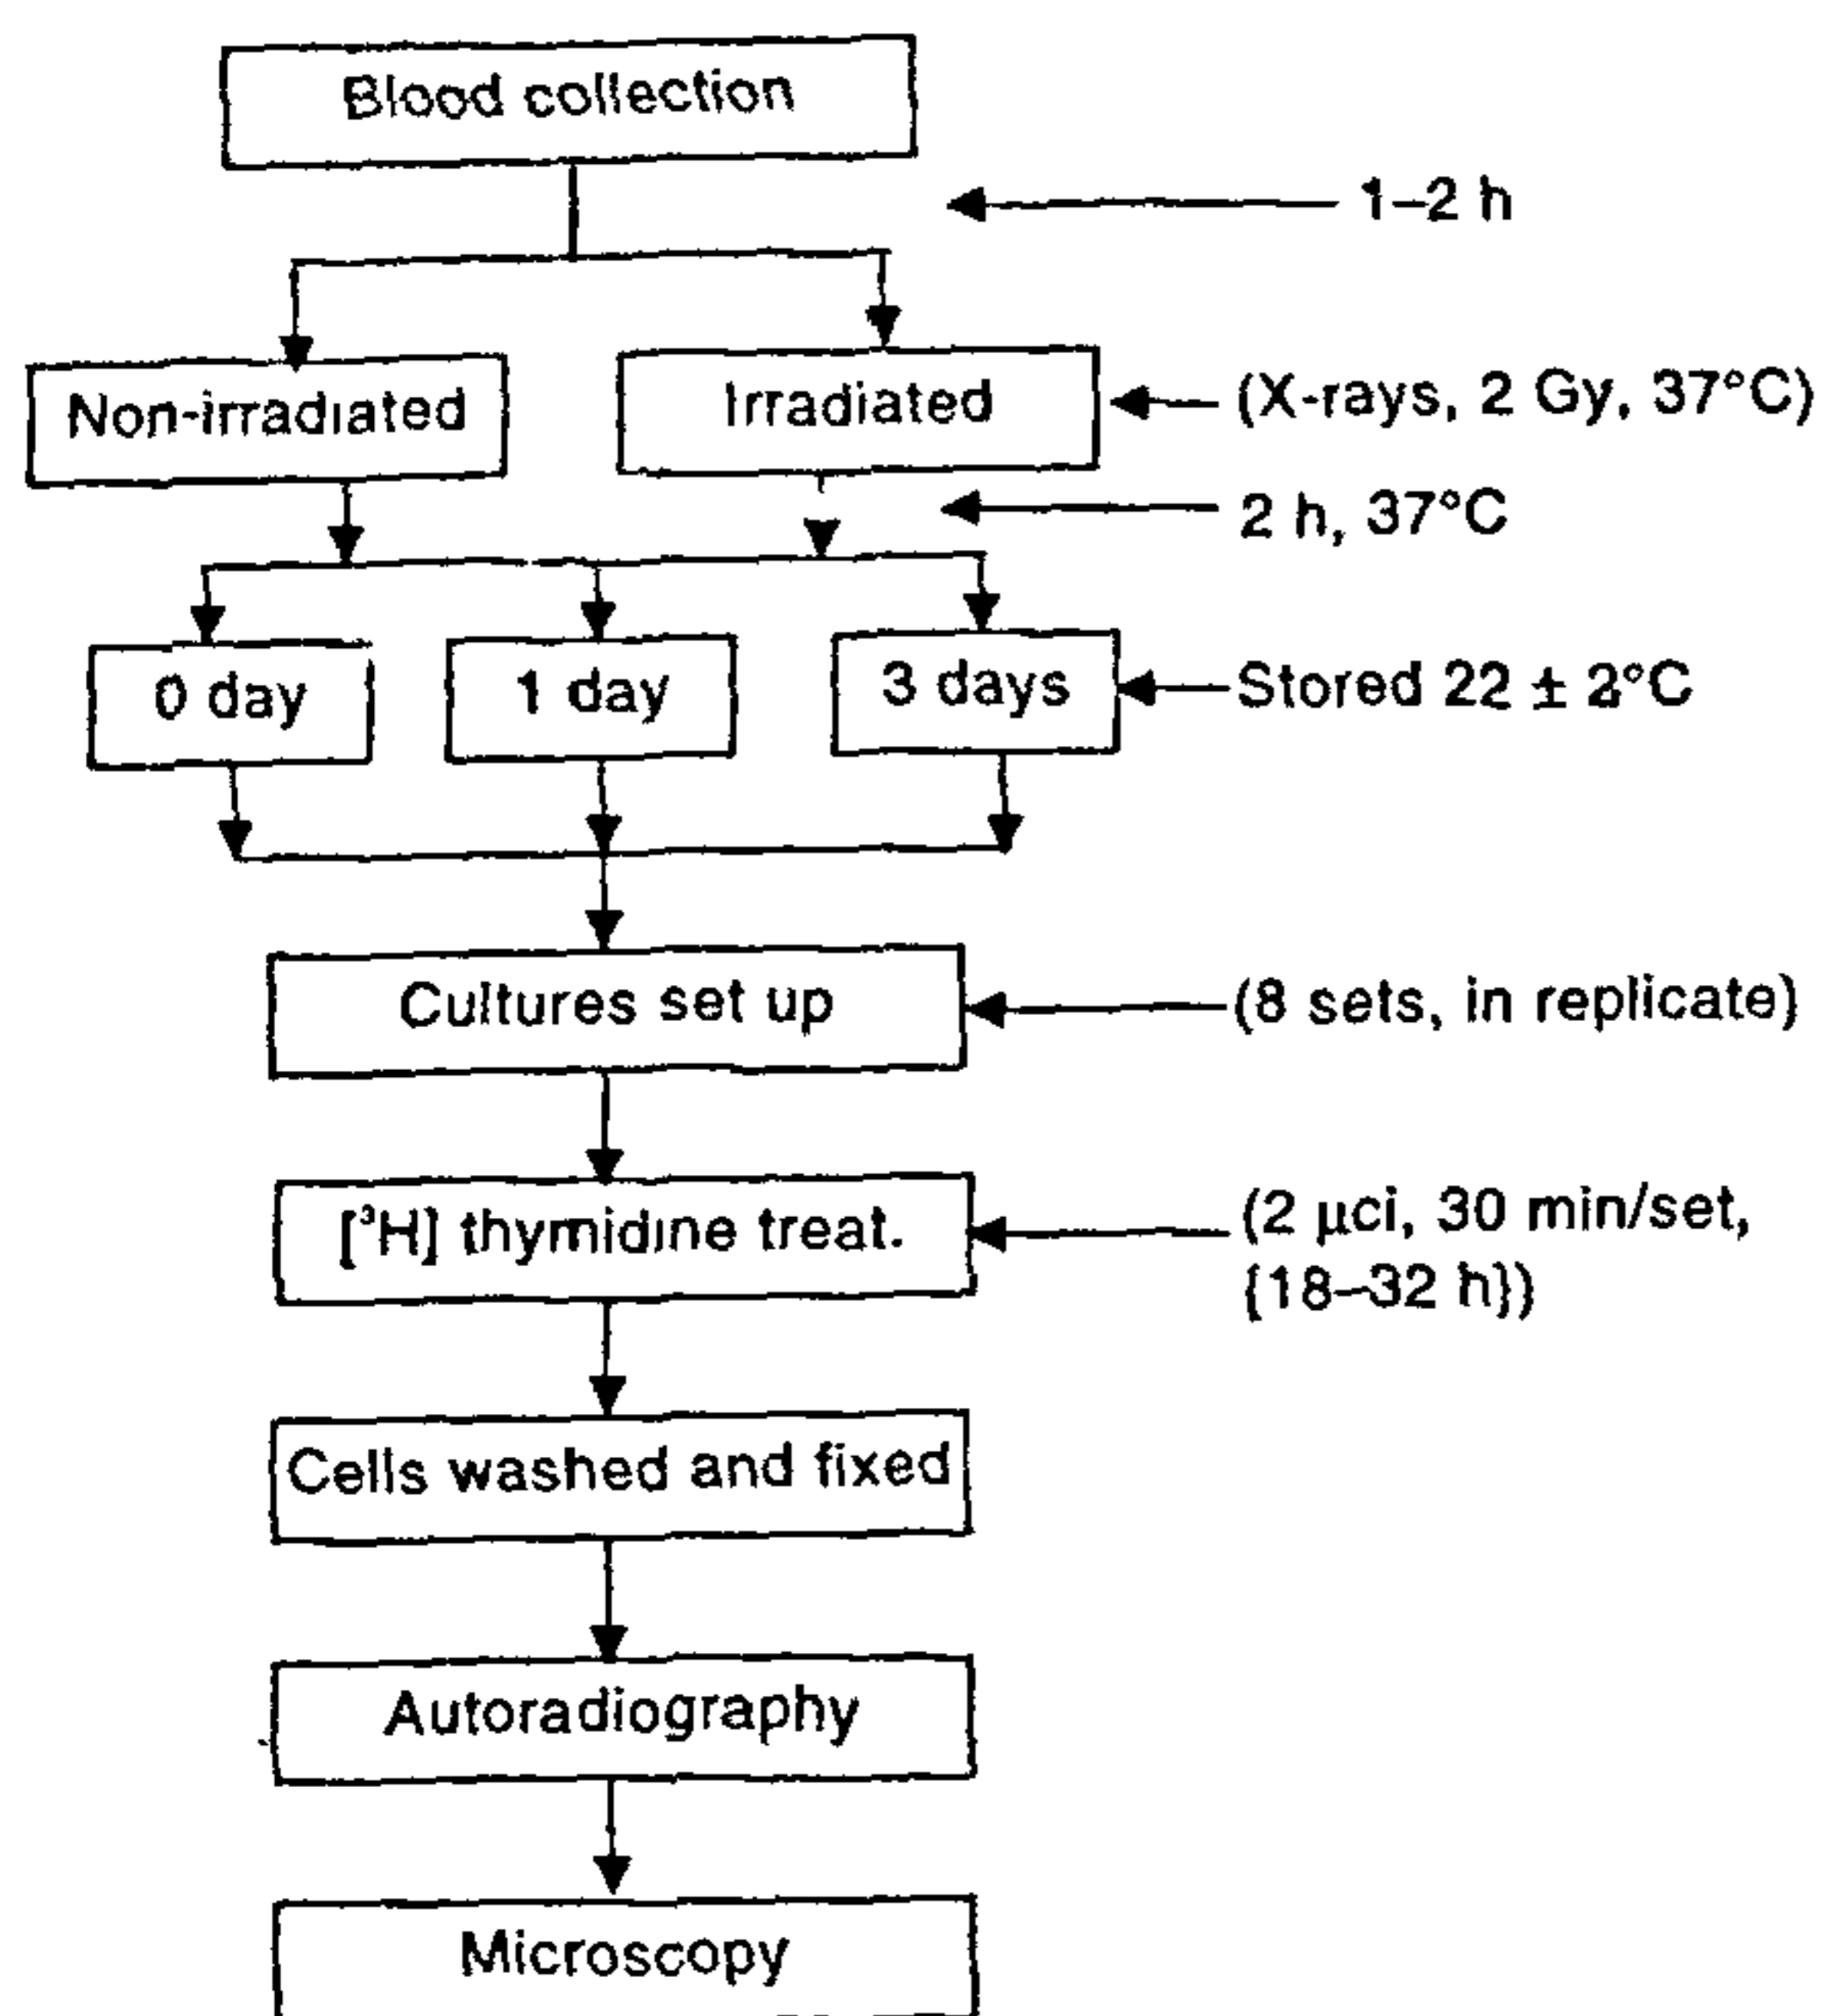 Blood collection
1–2 h
Non-irradiated
Irradiated
(X-rays, 2 Gy, 37°C)
2 h, 37°C
0 day
1 day
3 days
Stored 22 ± 2°C
Cultures set up
(8 sets, in replicate)
[³H] thymidine treat.
(2 μci, 30 min/set,
{18–32 h})
Cells washed and fixed
Autoradiography
Microscopy